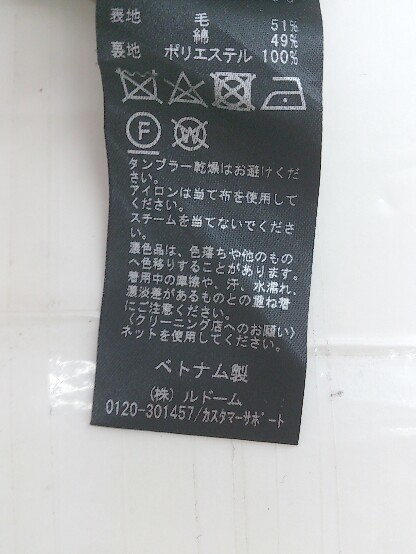 表地 毛 51%
綿 49%
裏地 ポリエステル 100%
F
W
タンブラー乾燥はお避けくだ
さい。
アイロンは当て布を使用して
ください。
スチームを当てないでくださ
い。
濃色品は、色落ちや他のもの
へ色移りすることがあります。
着用中の摩擦や、汗、水濡れ、
濃淡差があるものとの重ね着
にご注意ください。
〈クリーニング店へのお願い〉
ネットを使用してください。
ベトナム製
(株) ルドーム
0120-301457/カスタマーサポート